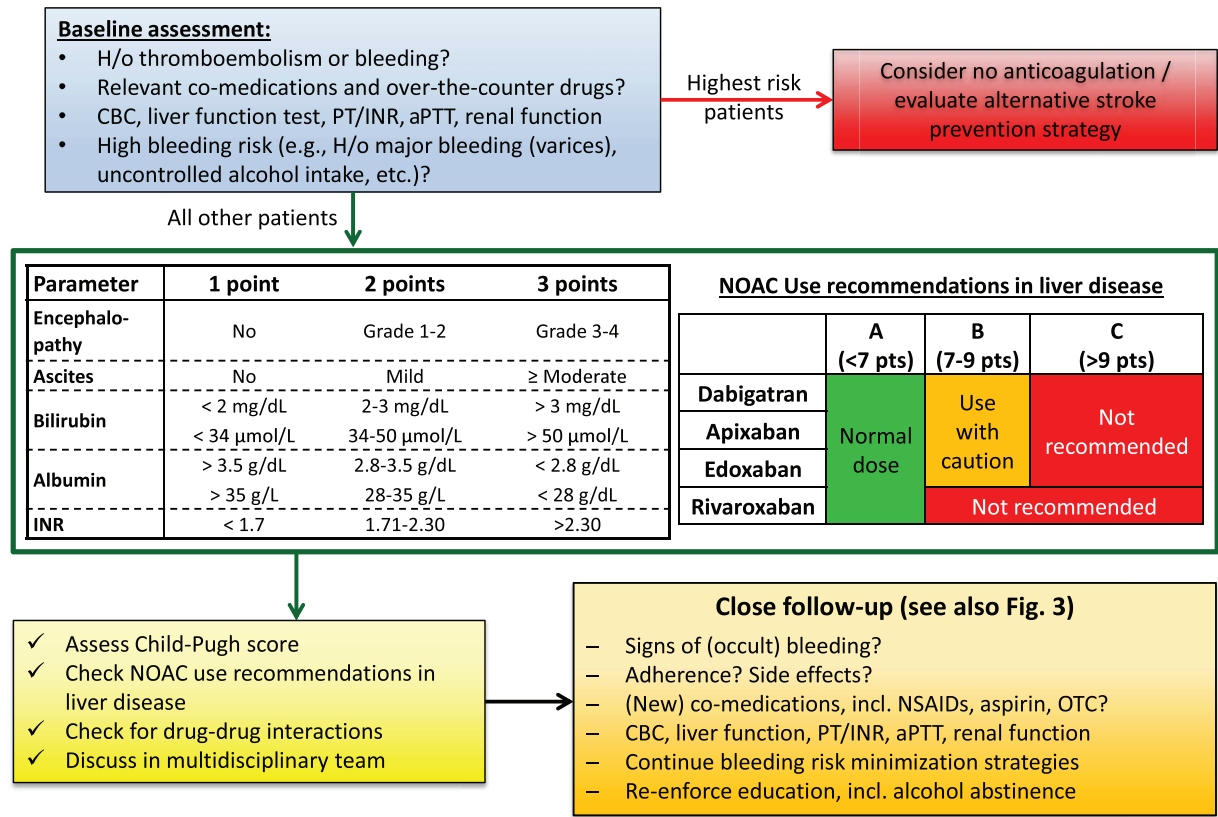 Baseline assessment:
• H/o thromboembolism or bleeding?
• Relevant co-medications and over-the-counter drugs?
• CBC, liver function test, PT/INR, aPTT, renal function
• High bleeding risk (e.g., H/o major bleeding (varices),
uncontrolled alcohol intake, etc.)?
Highest risk
patients
Consider no anticoagulation /
evaluate alternative stroke
prevention strategy
All other patients
Parameter 1 point 2 points 3 points
Encephalo-
pathy No Grade 1-2 Grade 3-4
Ascites No Mild ≥ Moderate
Bilirubin
< 2 mg/dL 2-3 mg/dL > 3 mg/dL
< 34 µmol/L 34-50 µmol/L > 50 µmol/L
Albumin
> 3.5 g/dL 2.8-3.5 g/dL < 2.8 g/dL
> 35 g/L 28-35 g/L < 28 g/dL
INR < 1.7 1.71-2.30 >2.30
NOAC Use recommendations in liver disease
A B C
(<7 pts) (7-9 pts) (>9 pts)
Dabigatran
Apixaban
Edoxaban
Rivaroxaban
Normal
dose
Use
with
caution
Not
recommended
Not recommended
✓ Assess Child-Pugh score
✓ Check NOAC use recommendations in
liver disease
✓ Check for drug-drug interactions
✓ Discuss in multidisciplinary team
Close follow-up (see also Fig. 3)
– Signs of (occult) bleeding?
– Adherence? Side effects?
– (New) co-medications, incl. NSAIDs, aspirin, OTC?
– CBC, liver function, PT/INR, aPTT, renal function
– Continue bleeding risk minimization strategies
– Re-enforce education, incl. alcohol abstinence